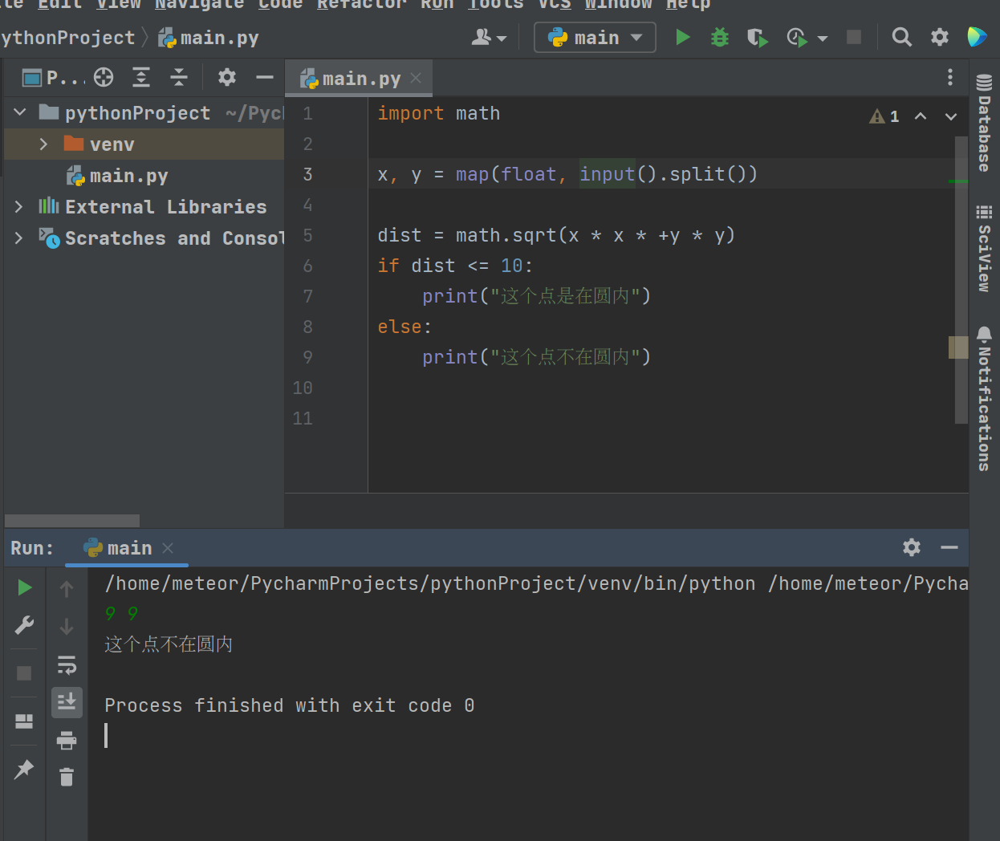 Edit View Navigate Code Refactor Run Tools VCS Window Help
ythonProject main.py main
P... main.py
pythonProject ~/Pycl
venv
main.py
External Libraries
Scratches and Consol
1 import math
2
3 x, y = map(float, input().split())
4
5 dist = math.sqrt(x * x * +y * y)
6 if dist <= 10:
7 print("这个点是在圆内")
8 else:
9 print("这个点不在圆内")
10
11
1
Database
SciView
Notifications
Run: main
/home/meteor/PycharmProjects/pythonProject/venv/bin/python /home/meteor/Pycha
9 9
这个点不在圆内
Process finished with exit code 0